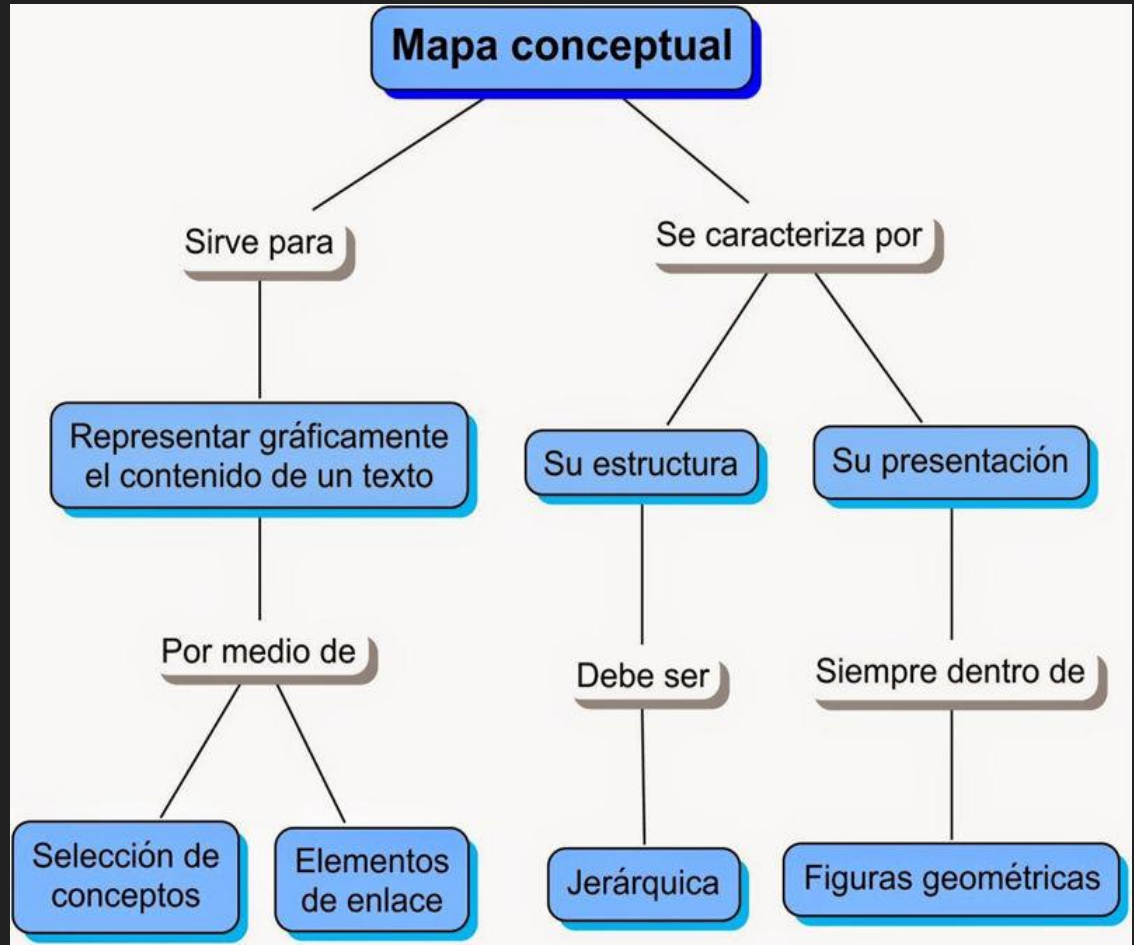 Mapa conceptual
Sirve para
Se caracteriza por
Representar gráficamente
el contenido de un texto
Su estructura
Su presentación
Por medio de
Debe ser
Siempre dentro de
Selección de
conceptos
Elementos
de enlace
Jerárquica
Figuras geométricas